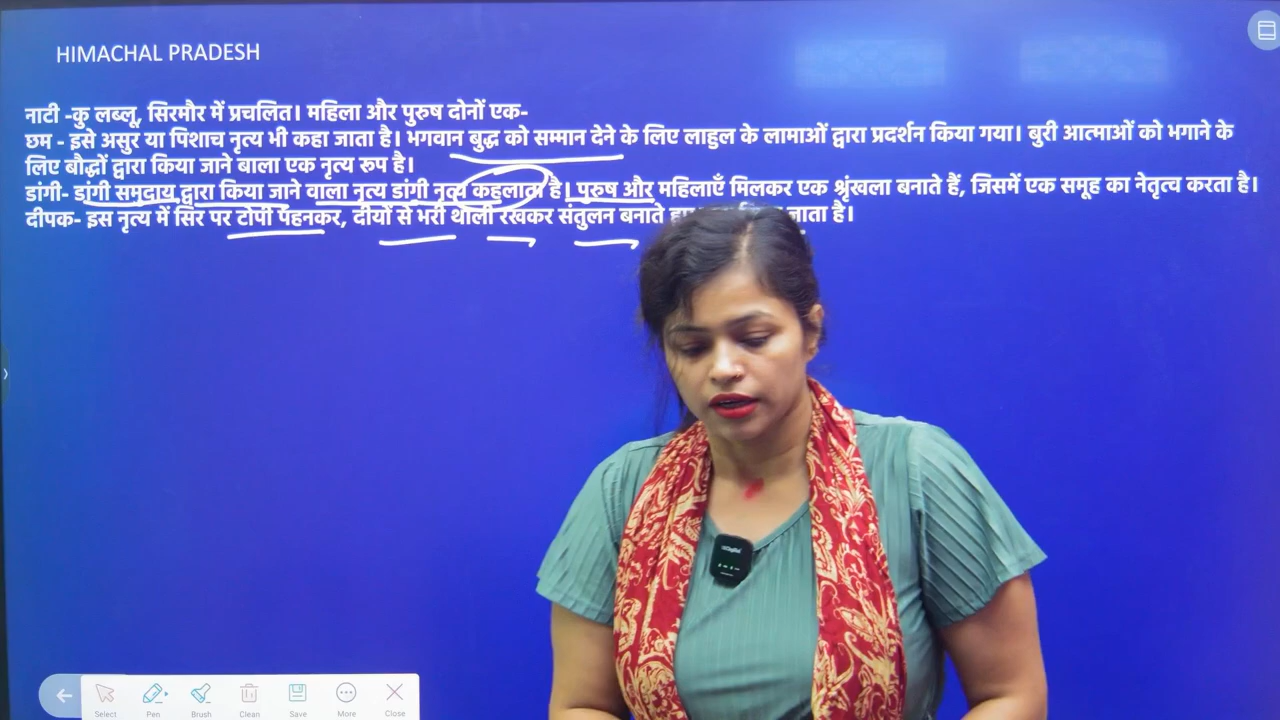 HIMACHAL PRADESH
नाटी -कु लब्लू, सिरमौर में प्रचलित। महिला और पुरुष दोनों एक-
छम - इसे असुर या पिशाच नृत्य भी कहा जाता है। भगवान बुद्ध को सम्मान देने के लिए लाहुल के लामाओं द्वारा प्रदर्शन किया गया। बुरी आत्माओं को भगाने के
लिए बौद्धों द्वारा किया जाने बाला एक नृत्य रूप है।
डांगी- डांगी समुदाय द्वारा किया जाने वाला नृत्य डांगी नृत्य कहलाता है। पुरुष और महिलाएँ मिलकर एक श्रृंखला बनाते हैं, जिसमें एक समूह का नेतृत्व करता है।
दीपक- इस नृत्य में सिर पर टोपी पहनकर, दीयों से भरी थाली रखकर संतुलन बनाते जाता है।
Select Pen Brush Clean Save More Close